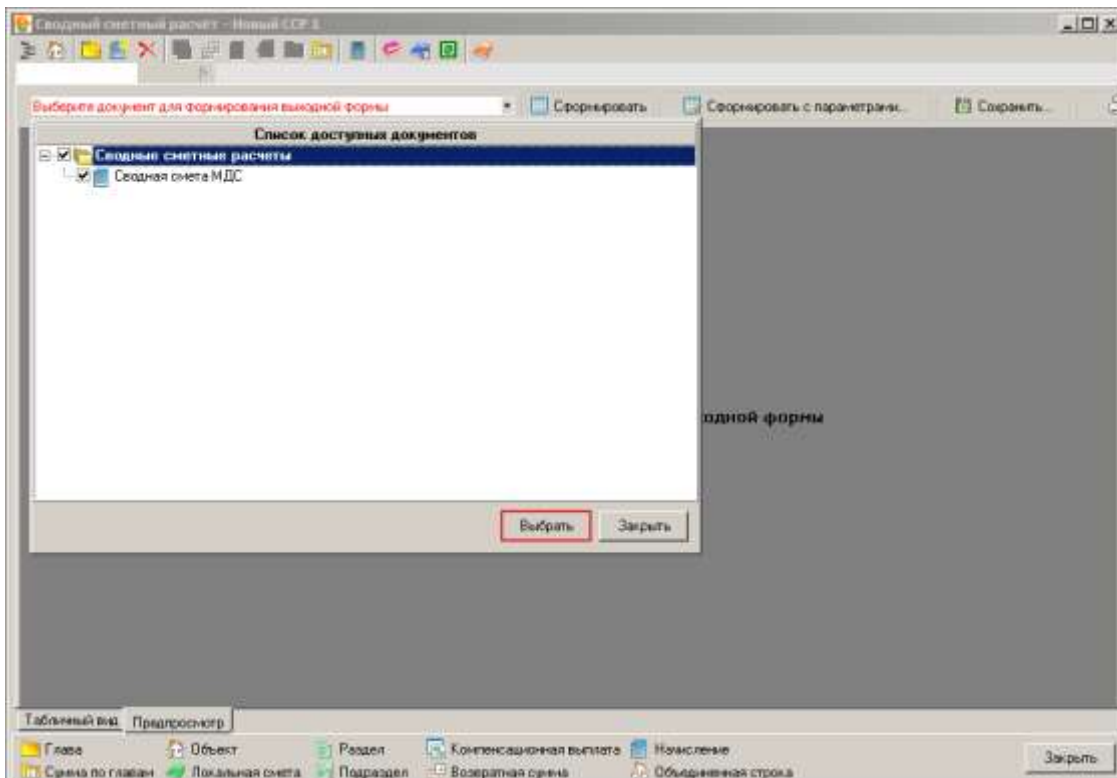 Сводный сметный расчёт - Новый ССР 1
Выберите документ для формирования выходной формы
Сформировать
Сформировать с параметрами...
Сохранить...
Список доступных документов
Сводные сметные расчеты
Сводная смета МДС
одной формы
Выбрать
Закрыть
Табличный вид Предпросмотр
Глава Объект Раздел Компенсационная выплата Начисление
Сумма по главам Локальная смета Подраздел Возвратная сумма Объединенная строка
Закрыть